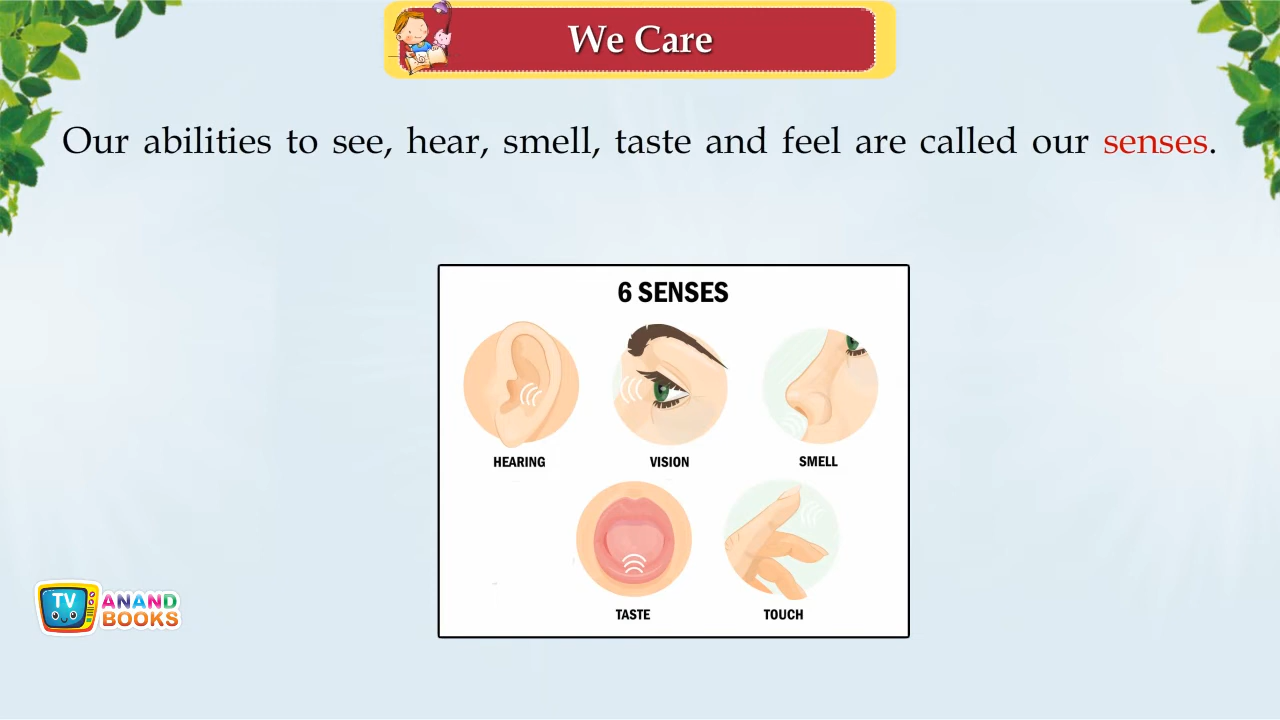 We Care
Our abilities to see, hear, smell, taste and feel are called our senses.
6 SENSES
HEARING
VISION
SMELL
TASTE
TOUCH
TV
ANAND
BOOKS